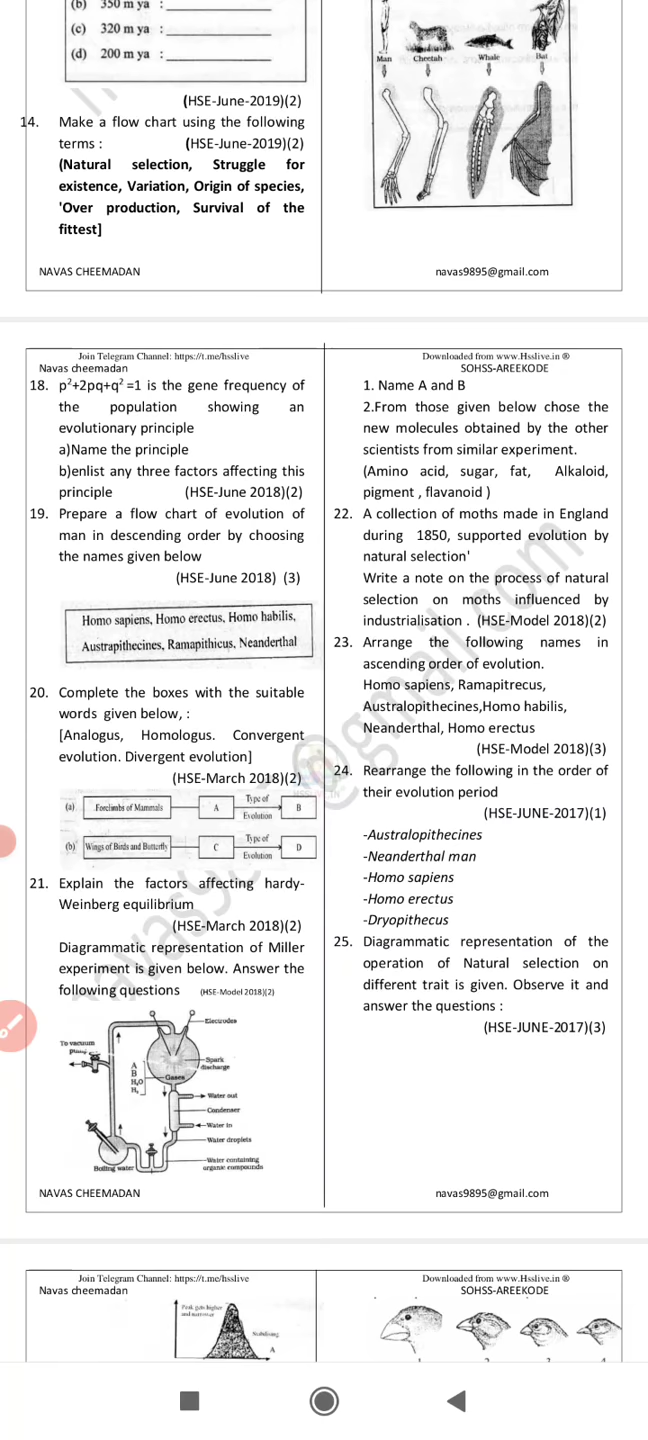 (b) 350 m ya :
(c) 320 m ya :
(d) 200 m ya :
(HSE-June-2019)(2)
14. Make a flow chart using the following
terms : (HSE-June-2019)(2)
(Natural selection, Struggle for
existence, Variation, Origin of species,
'Over production, Survival of the
fittest]
Man Cheetah Whale Bat
NAVAS CHEEMADAN navas9895@gmail.com
Join Telegram Channel: https://t.me/hsslive Downloaded from www.Hsslive.in ®
Navas cheemadan SOHSS-AREEKODE
18. p²+2pq+q² =1 is the gene frequency of
the population showing an
evolutionary principle
a)Name the principle
b)enlist any three factors affecting this
principle (HSE-June 2018)(2)
19. Prepare a flow chart of evolution of
man in descending order by choosing
the names given below
(HSE-June 2018) (3)
Homo sapiens, Homo erectus, Homo habilis,
Austrapithecines, Ramapithicus, Neanderthal
20. Complete the boxes with the suitable
words given below, :
[Analogus, Homologus. Convergent
evolution. Divergent evolution]
(HSE-March 2018)(2)
(a) Forelimbs of Mammals A Type of Evolution B
(b) Wings of Birds and Butterfly C Type of Evolution D
21. Explain the factors affecting hardy-
Weinberg equilibrium
(HSE-March 2018)(2)
Diagrammatic representation of Miller
experiment is given below. Answer the
following questions (HSE-Model 2018)(2)
Electrodes
To vacuum
pump
Spark
discharge
A
B
H₂O
H₂
Gases
Water out
Condenser
Water in
Water droplets
Water containing
organic compounds
Boiling water
1. Name A and B
2.From those given below chose the
new molecules obtained by the other
scientists from similar experiment.
(Amino acid, sugar, fat, Alkaloid,
pigment , flavanoid )
22. A collection of moths made in England
during 1850, supported evolution by
natural selection'
Write a note on the process of natural
selection on moths influenced by
industrialisation . (HSE-Model 2018)(2)
23. Arrange the following names in
ascending order of evolution.
Homo sapiens, Ramapitrecus,
Australopithecines,Homo habilis,
Neanderthal, Homo erectus
(HSE-Model 2018)(3)
24. Rearrange the following in the order of
their evolution period
(HSE-JUNE-2017)(1)
-Australopithecines
-Neanderthal man
-Homo sapiens
-Homo erectus
-Dryopithecus
25. Diagrammatic representation of the
operation of Natural selection on
different trait is given. Observe it and
answer the questions :
(HSE-JUNE-2017)(3)
NAVAS CHEEMADAN navas9895@gmail.com
Join Telegram Channel: https://t.me/hsslive Downloaded from www.Hsslive.in ®
Navas cheemadan SOHSS-AREEKODE
Peak gets higher
and narrower
Stabilising
A